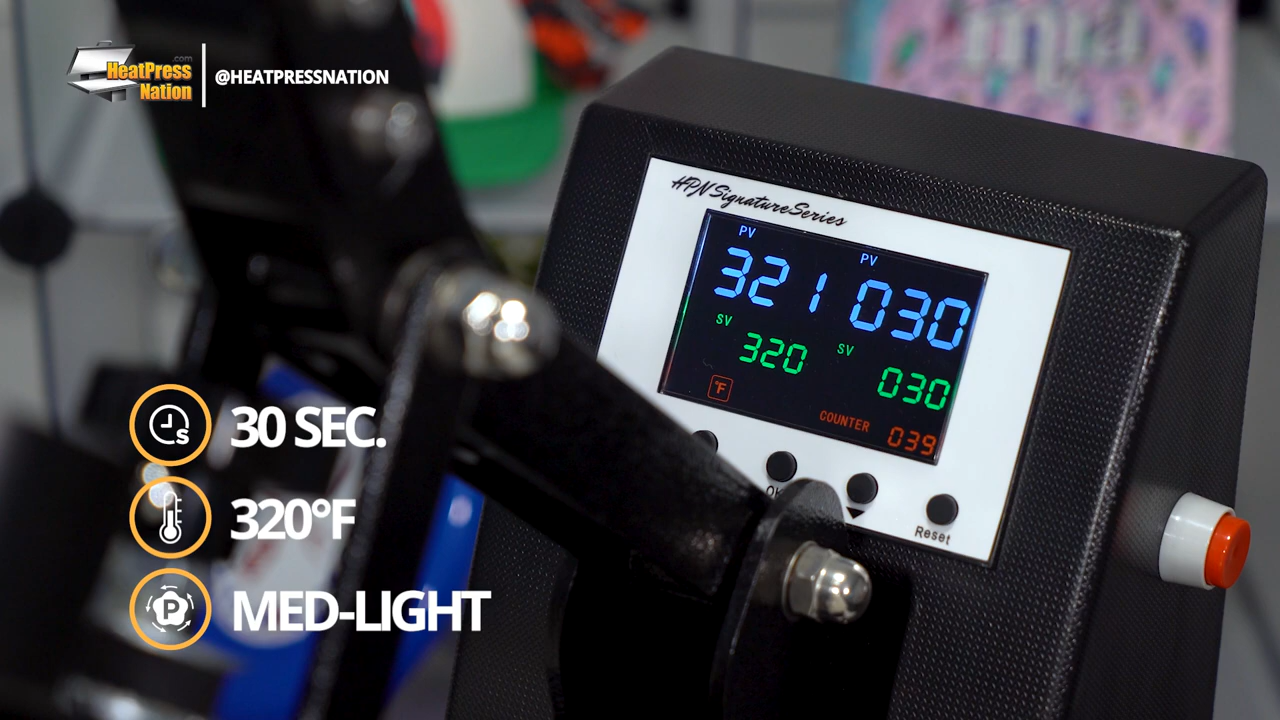 .com
HeatPress
Nation
@HEATPRESSNATION
HPN Signature Series
PV
PV
321
030
SV
320
SV
030
°F
COUNTER
039
Reset
30 SEC.
320°F
P
MED-LIGHT